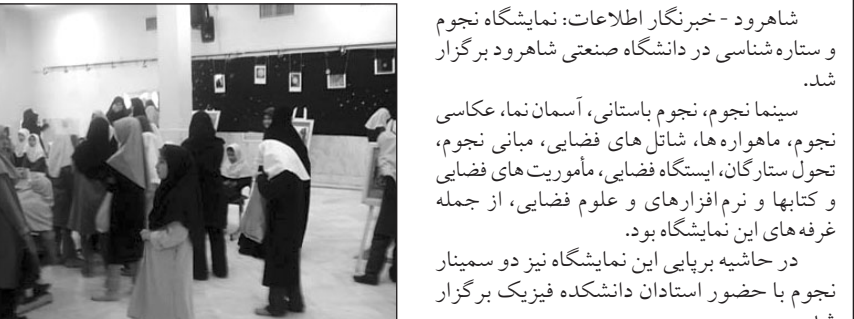 شاهرود - خبرنگار اطلاعات: نمایشگاه نجوم
و ستاره شناسی در دانشگاه صنعتی شاهرود برگزار
شد.
سینما نجوم، نجوم باستانی، آسمان نما، عکاسی
نجوم، ماهواره ها، شاتل های فضایی، مبانی نجوم،
تحول ستارگان، ایستگاه فضایی، مأموریت های فضایی
و کتابها و نرم افزارهای و علوم فضایی، از جمله
غرفه های این نمایشگاه بود.
در حاشیه برپایی این نمایشگاه نیز دو سمینار
نجوم با حضور استادان دانشکده فیزیک برگزار